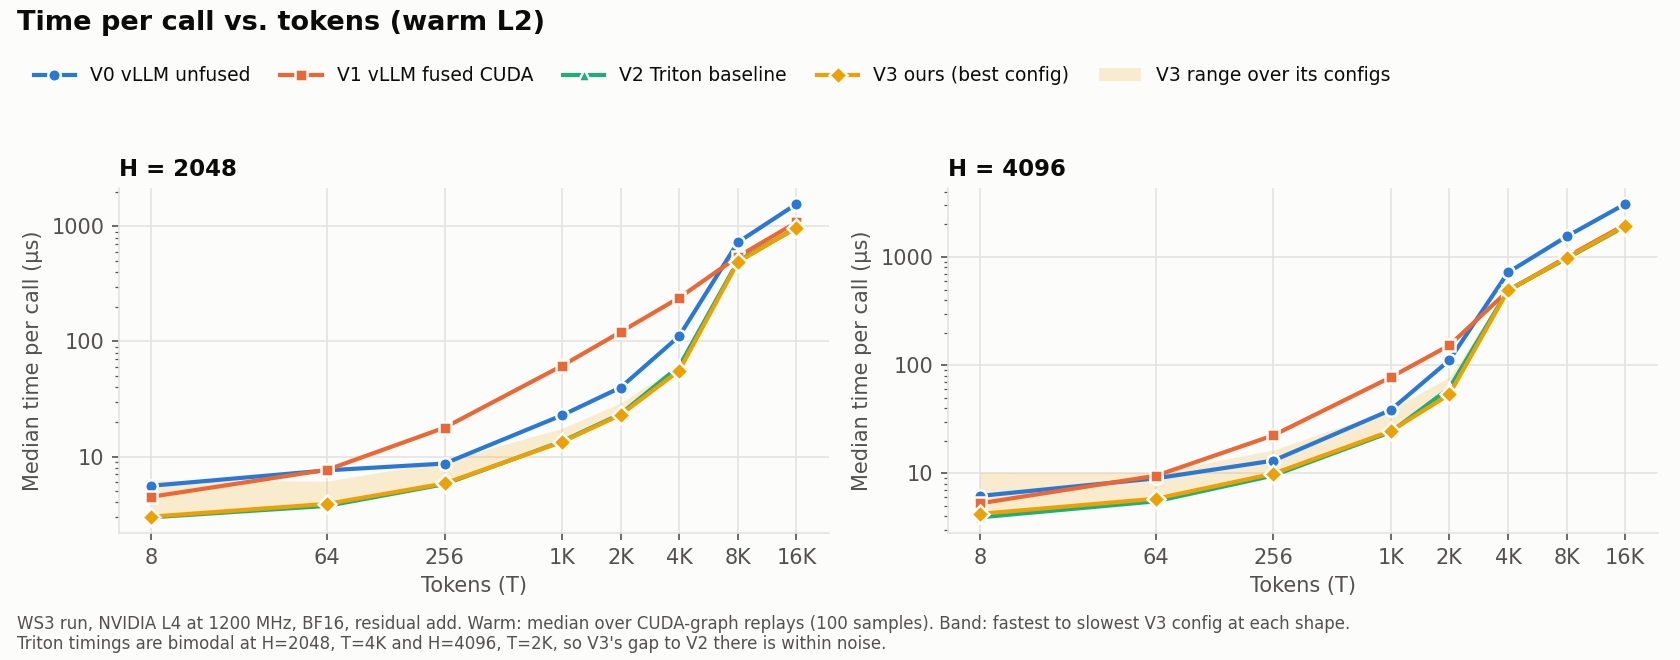 Time per call vs. tokens (warm L2)
V0 vLLM unfused V1 vLLM fused CUDA V2 Triton baseline V3 ours (best config) V3 range over its configs
H = 2048
Median time per call (µs)
1000
100
10
8 64 256 1K 2K 4K 8K 16K
Tokens (T)
H = 4096
Median time per call (µs)
1000
100
10
8 64 256 1K 2K 4K 8K 16K
Tokens (T)
WS3 run, NVIDIA L4 at 1200 MHz, BF16, residual add. Warm: median over CUDA-graph replays (100 samples). Band: fastest to slowest V3 config at each shape.
Triton timings are bimodal at H=2048, T=4K and H=4096, T=2K, so V3's gap to V2 there is within noise.